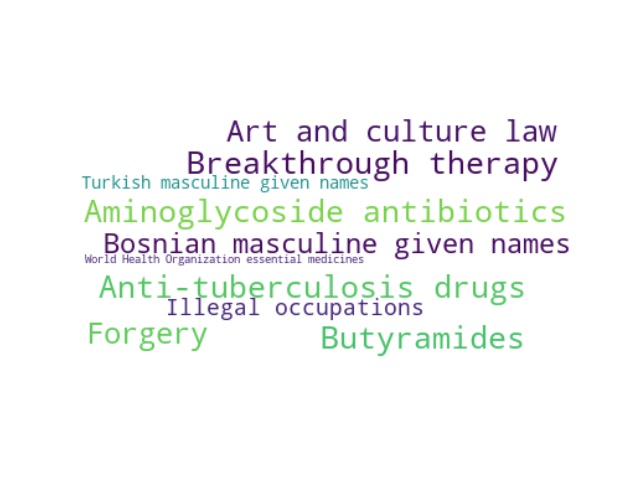 Art and culture law
Breakthrough therapy
Turkish masculine given names
Aminoglycoside antibiotics
Bosnian masculine given names
World Health Organization essential medicines
Anti-tuberculosis drugs
Illegal occupations
Forgery
Butyramides